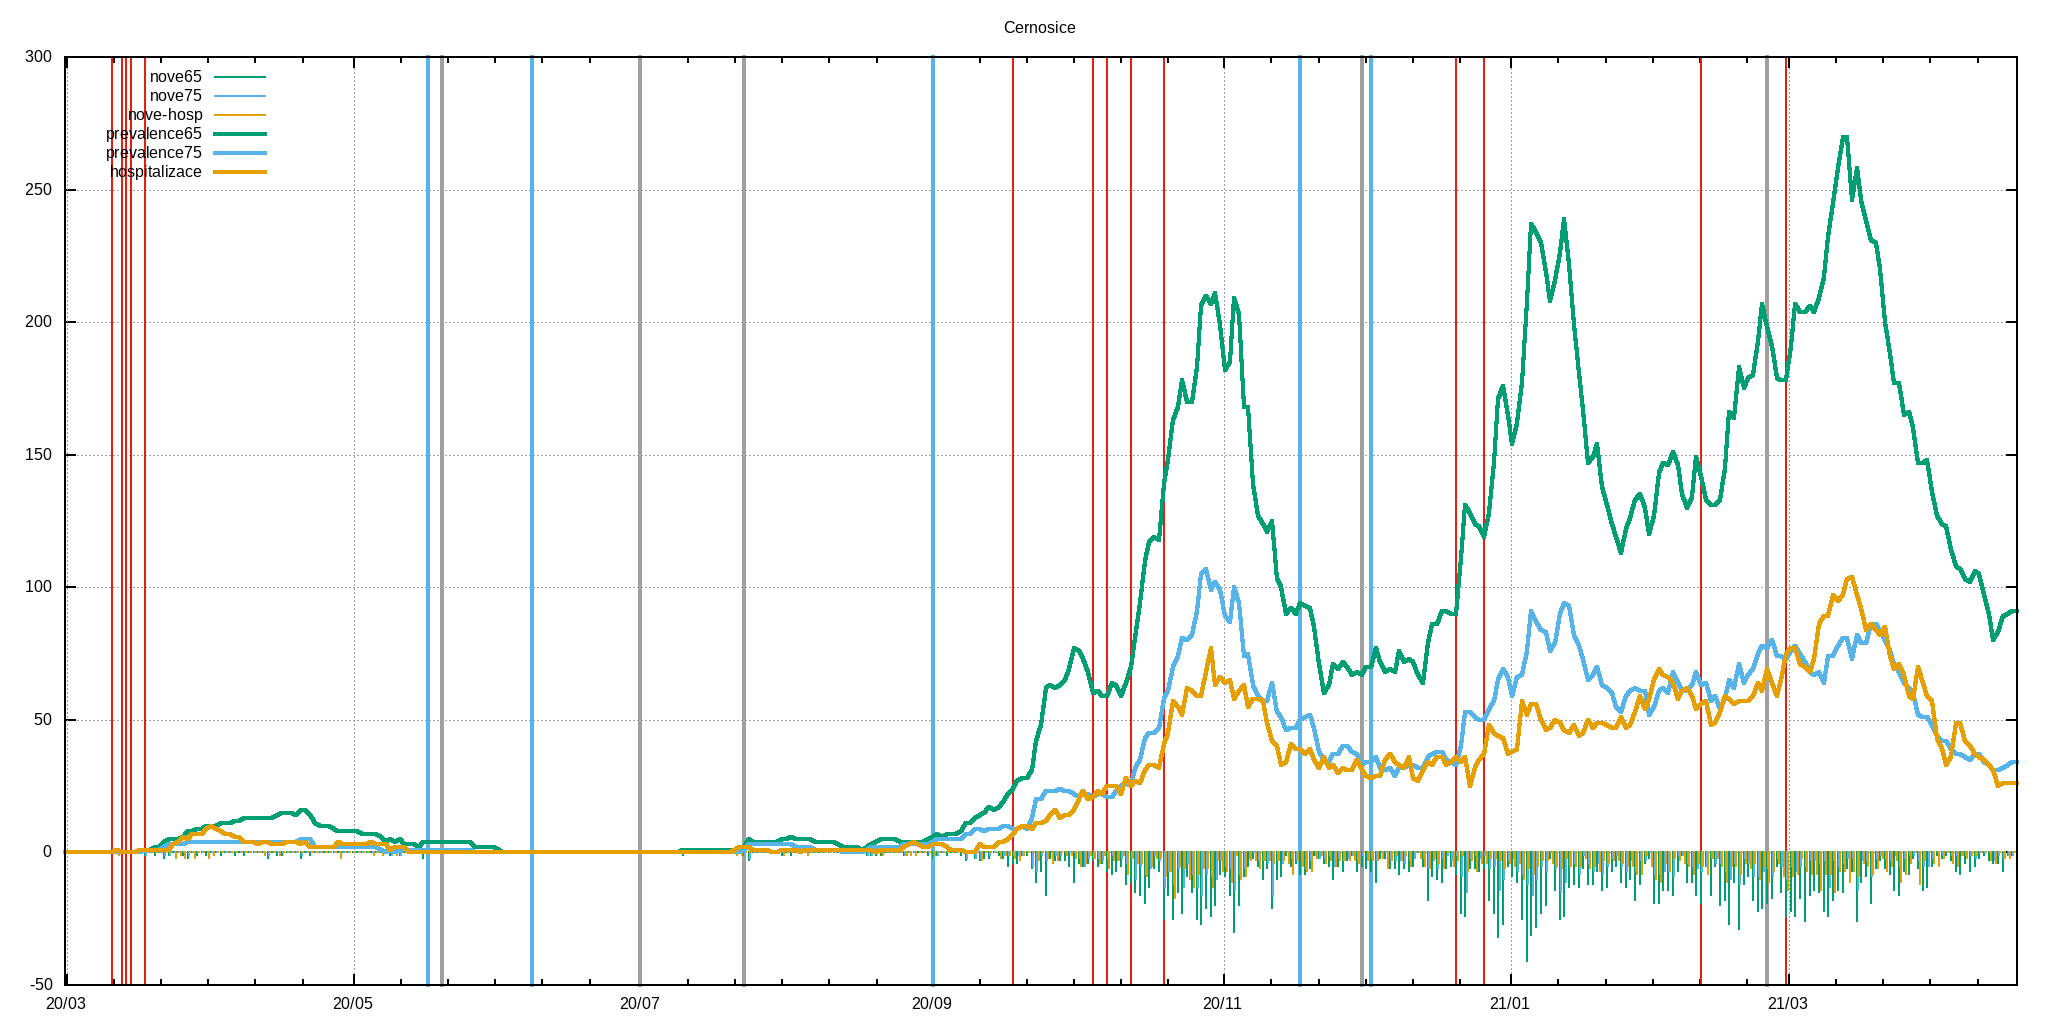 Cernosice
300
250
200
150
100
50
0
-50
nove65
nove75
nove-hosp
prevalence65
prevalence75
hospitalizace
20/03 20/05 20/07 20/09 20/11 21/01 21/03